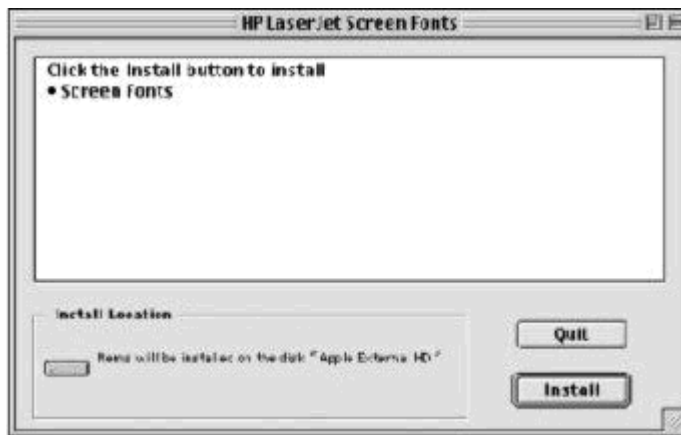 HP LaserJet Screen Fonts
Click the Install button to install
• Screen Fonts
Install Location
Items will be installed on the disk "Apple External HD"
Quit
Install